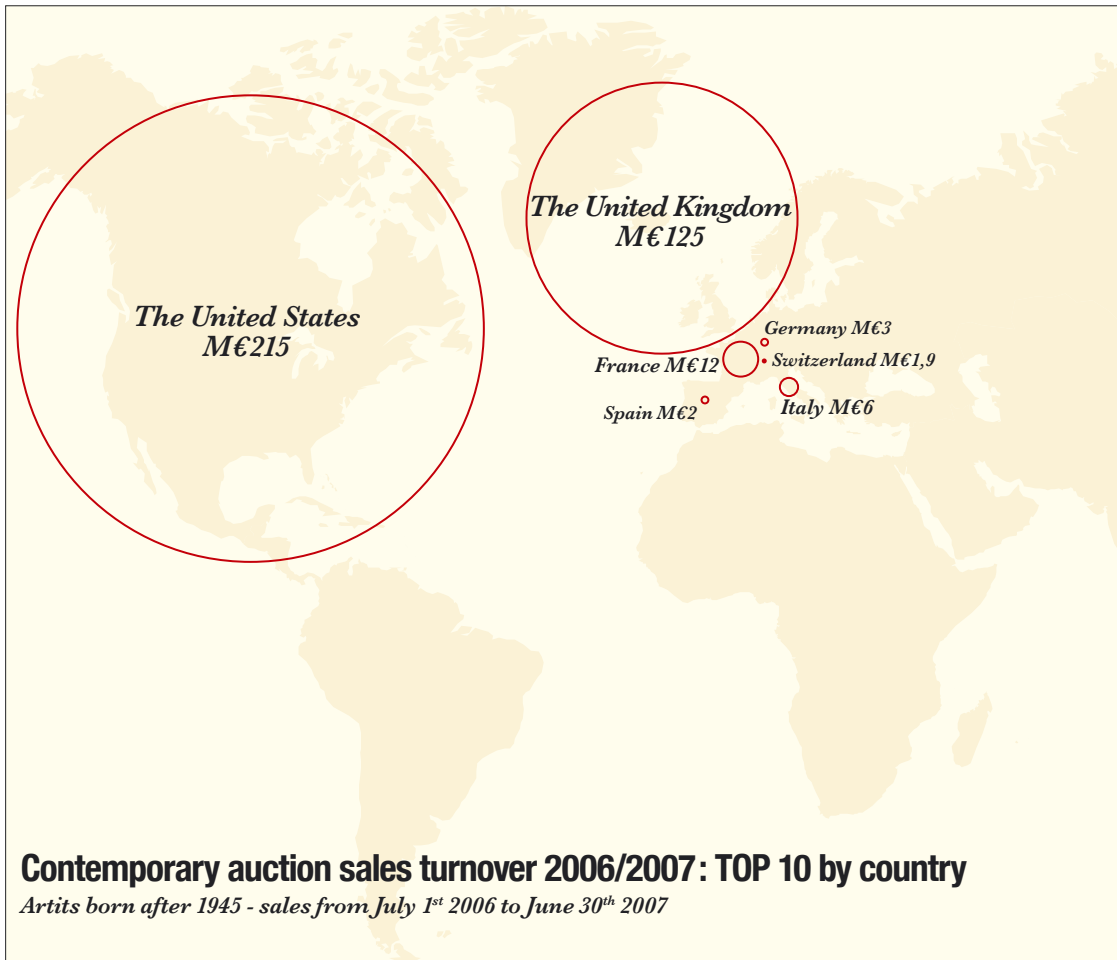 The United Kingdom
M€125
The United States
M€215
Germany M€3
France M€12
Switzerland M€1,9
Spain M€2
Italy M€6
Contemporary auction sales turnover 2006/2007: TOP 10 by country
Artits born after 1945 - sales from July 1st 2006 to June 30th 2007